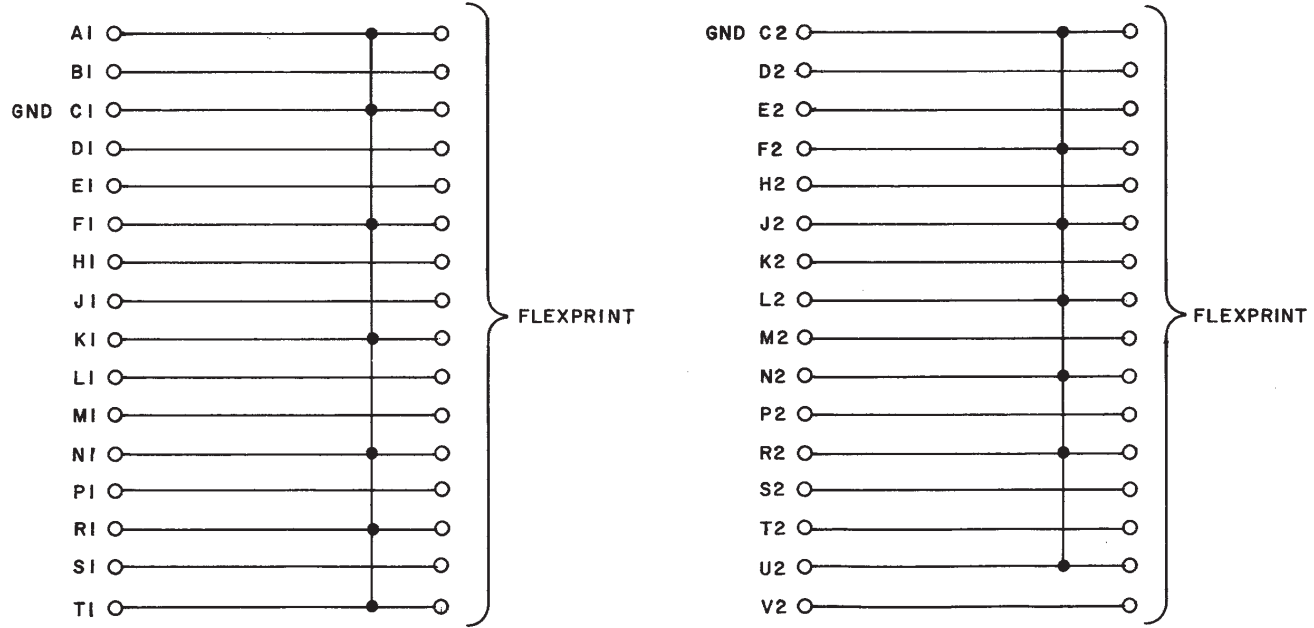 A1
B1
GND C1
D1
E1
F1
H1
J1
K1
L1
M1
N1
P1
R1
S1
T1
FLEXPRINT
GND C2
D2
E2
F2
H2
J2
K2
L2
M2
N2
P2
R2
S2
T2
U2
V2
FLEXPRINT